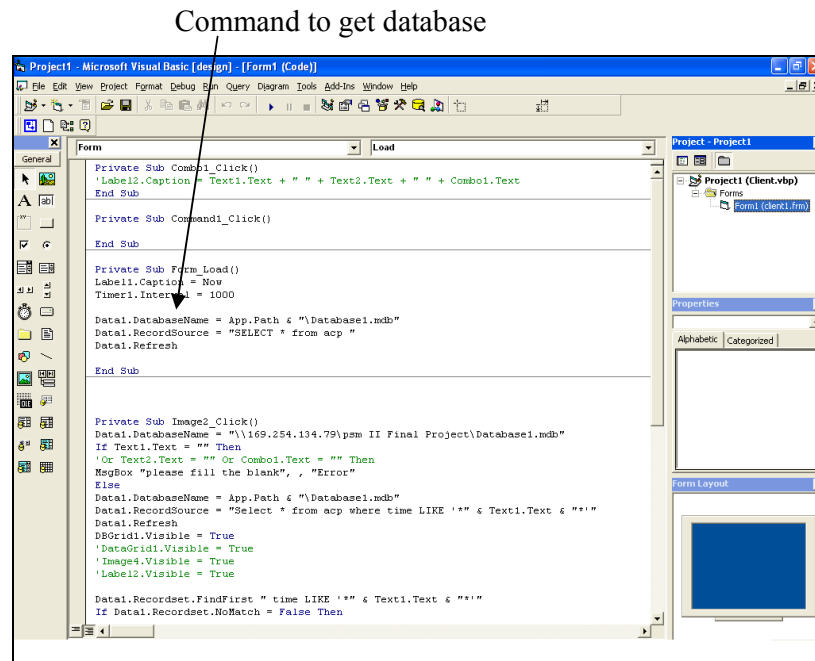 Command to get database
Project1 - Microsoft Visual Basic [design] - [Form1 (Code)]
File Edit View Project Format Debug Run Query Diagram Tools Add-Ins Window Help
General
Form
Load
Private Sub Combo1_Click()
'Label2.Caption = Text1.Text + " " + Text2.Text + " " + Combo1.Text
End Sub
Private Sub Command1_Click()
End Sub
Private Sub Form_Load()
Label1.Caption = Now
Timer1.Interval = 1000
Data1.DatabaseName = App.Path & "\Database1.mdb"
Data1.RecordSource = "SELECT * from acp "
Data1.Refresh
End Sub
Private Sub Image2_Click()
Data1.DatabaseName = "\\169.254.134.79\psm II Final Project\Database1.mdb"
If Text1.Text = "" Then
'Or Text2.Text = "" Or Combo1.Text = "" Then
MsgBox "please fill the blank", , "Error"
Else
Data1.DatabaseName = App.Path & "\Database1.mdb"
Data1.RecordSource = "Select * from acp where time LIKE '*" & Text1.Text & "*'"
Data1.Refresh
DBGrid1.Visible = True
'DataGrid1.Visible = True
'Image4.Visible = True
'Label2.Visible = True
Data1.Recordset.FindFirst " time LIKE '*" & Text1.Text & "*'"
If Data1.Recordset.NoMatch = False Then
Project - Project1
Project1 (Client.vbp)
Forms
Form1 (client1.frm)
Properties
Alphabetic Categorized
Form Layout